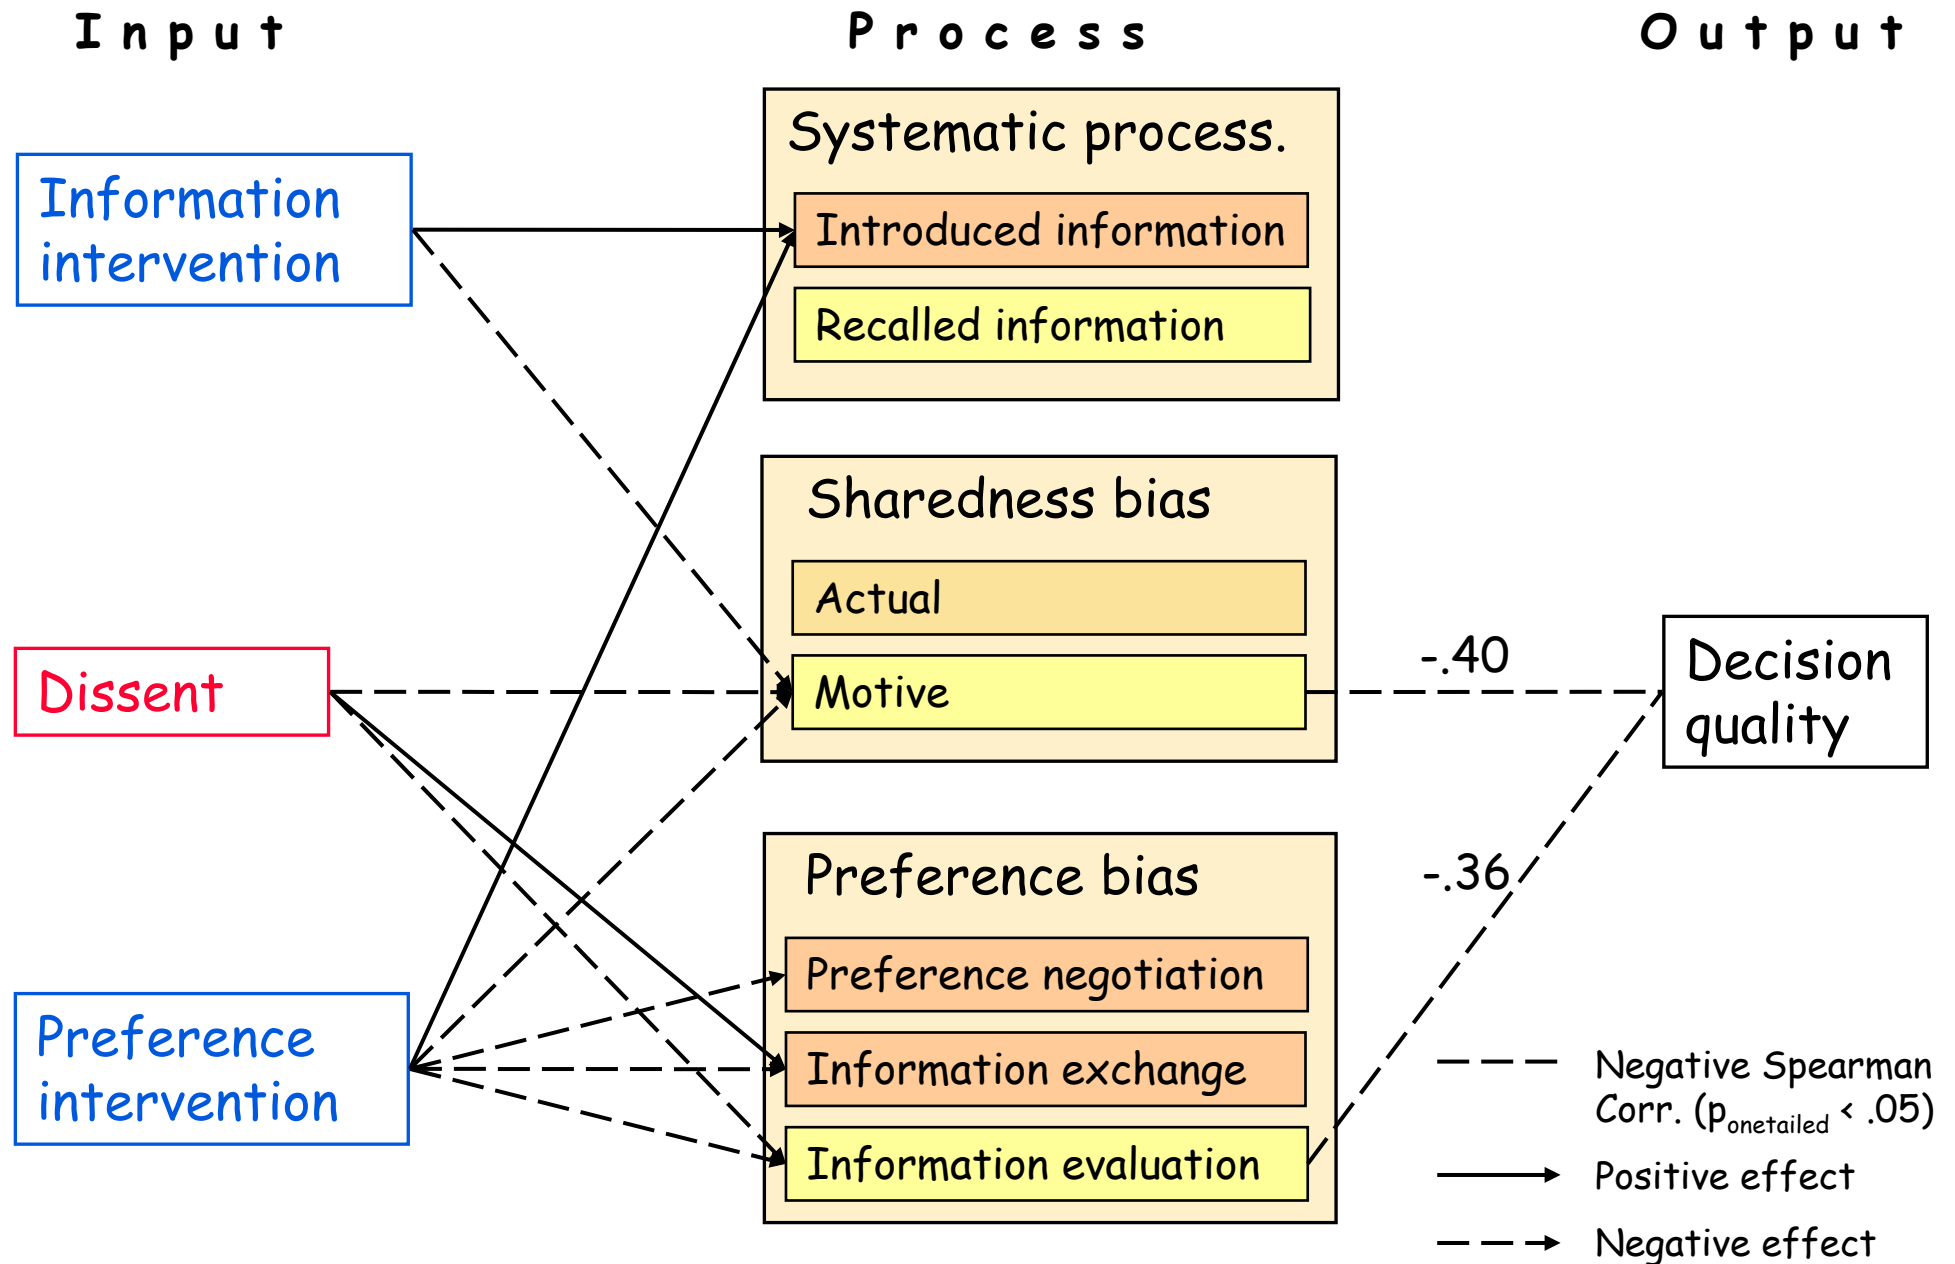 Input
Process
Output
Information
intervention
Dissent
Preference
intervention
Systematic process.
Introduced information
Recalled information
Sharedness bias
Actual
Motive
Preference bias
Preference negotiation
Information exchange
Information evaluation
-.40
-.36
Decision
quality
Negative Spearman
Corr. (ponetailed < .05)
Positive effect
Negative effect